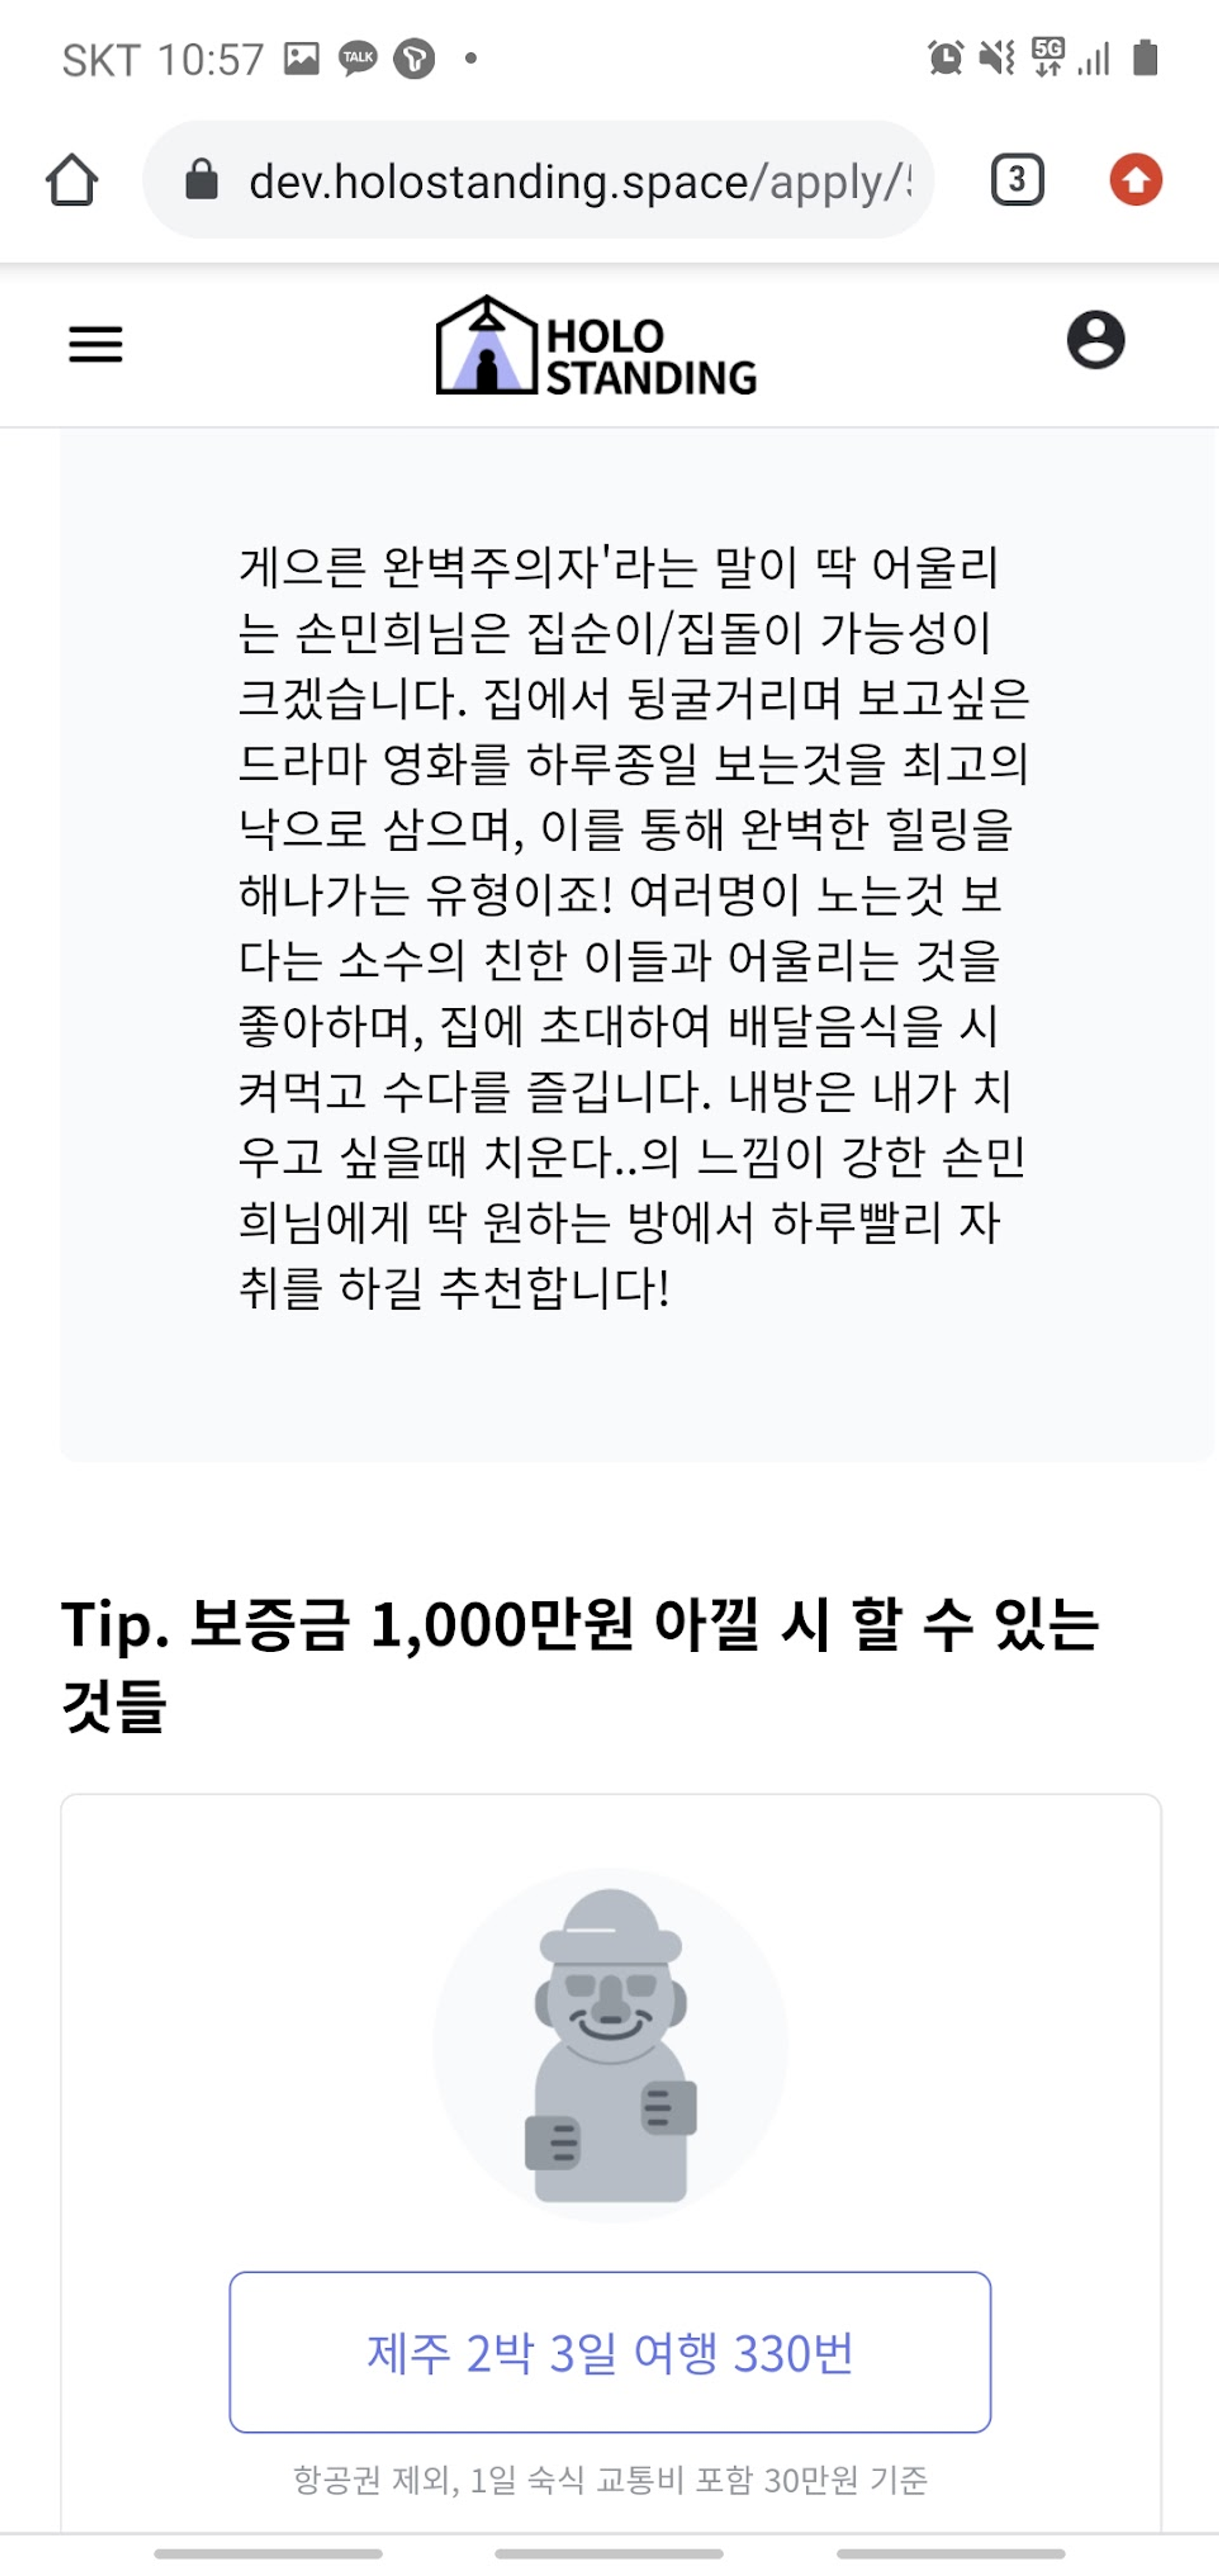 SKT 10:57
TALK
5G
dev.holostanding.space/apply/
3
HOLO
STANDING
게으른 완벽주의자'라는 말이 딱 어울리
는 손민희님은 집순이/집돌이 가능성이
크겠습니다. 집에서 뒹굴거리며 보고싶은
드라마 영화를 하루종일 보는것을 최고의
낙으로 삼으며, 이를 통해 완벽한 힐링을
해나가는 유형이죠! 여러명이 노는것 보
다는 소수의 친한 이들과 어울리는 것을
좋아하며, 집에 초대하여 배달음식을 시
켜먹고 수다를 즐깁니다. 내방은 내가 치
우고 싶을때 치운다..의 느낌이 강한 손민
희님에게 딱 원하는 방에서 하루빨리 자
취를 하길 추천합니다!
Tip. 보증금 1,000만원 아낄 시 할 수 있는
것들
제주 2박 3일 여행 330번
항공권 제외, 1일 숙식 교통비 포함 30만원 기준